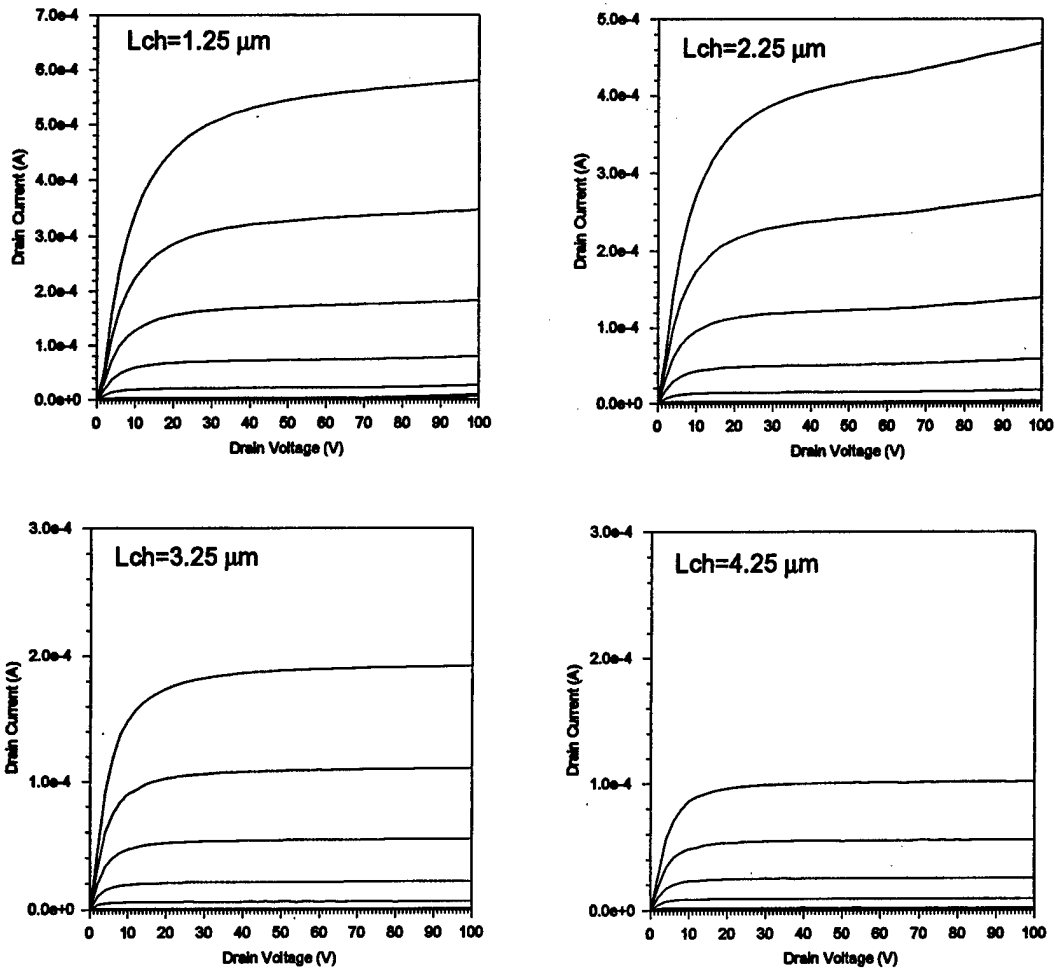 Lch=1.25 μm
7.0e-4
6.0e-4
5.0e-4
4.0e-4
3.0e-4
2.0e-4
1.0e-4
0.0e+0
Drain Current (A)
0 10 20 30 40 50 60 70 80 90 100
Drain Voltage (V)
Lch=2.25 μm
5.0e-4
4.0e-4
3.0e-4
2.0e-4
1.0e-4
0.0e+0
Drain Current (A)
0 10 20 30 40 50 60 70 80 90 100
Drain Voltage (V)
Lch=3.25 μm
3.0e-4
2.0e-4
1.0e-4
0.0e+0
Drain Current (A)
0 10 20 30 40 50 60 70 80 90 100
Drain Voltage (V)
Lch=4.25 μm
3.0e-4
2.0e-4
1.0e-4
0.0e+0
Drain Current (A)
0 10 20 30 40 50 60 70 80 90 100
Drain Voltage (V)